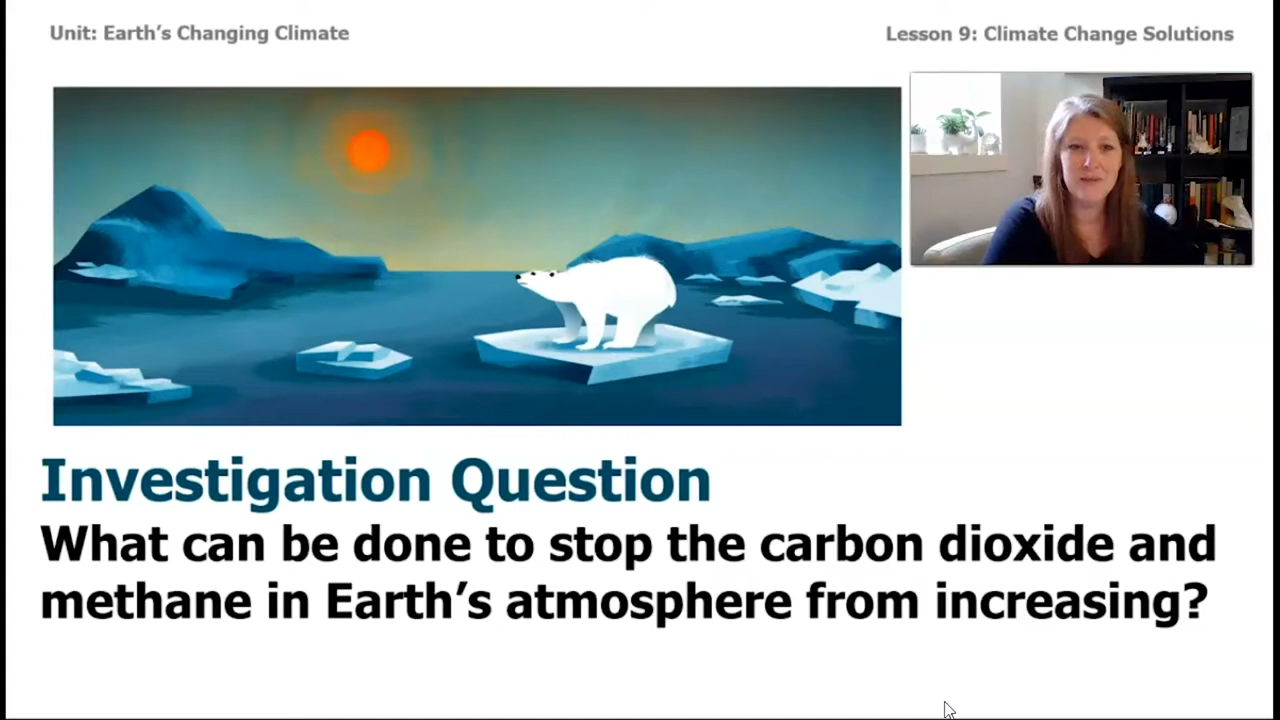 Unit: Earth’s Changing Climate
Lesson 9: Climate Change Solutions
Investigation Question
What can be done to stop the carbon dioxide and
methane in Earth’s atmosphere from increasing?